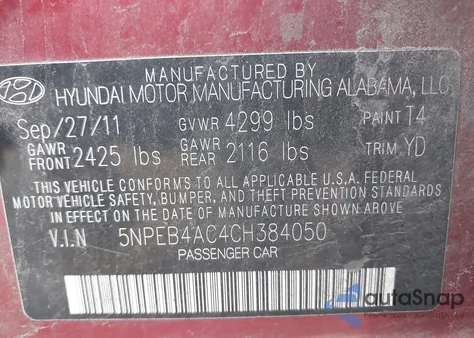 MANUFACTURED BY
HYUNDAI MOTOR MANUFACTURING ALABAMA, LLC
Sep/27/11 GVWR 4299 lbs PAINT T4
GAWR FRONT 2425 lbs GAWR REAR 2116 lbs TRIM YD
THIS VEHICLE CONFORMS TO ALL APPLICABLE U.S.A. FEDERAL
MOTOR VEHICLE SAFETY, BUMPER, AND THEFT PREVENTION
STANDARDS IN EFFECT ON THE DATE OF MANUFACTURE SHOWN ABOVE.
V.I.N 5NPEB4AC4CH384050
PASSENGER CAR
autoSnap